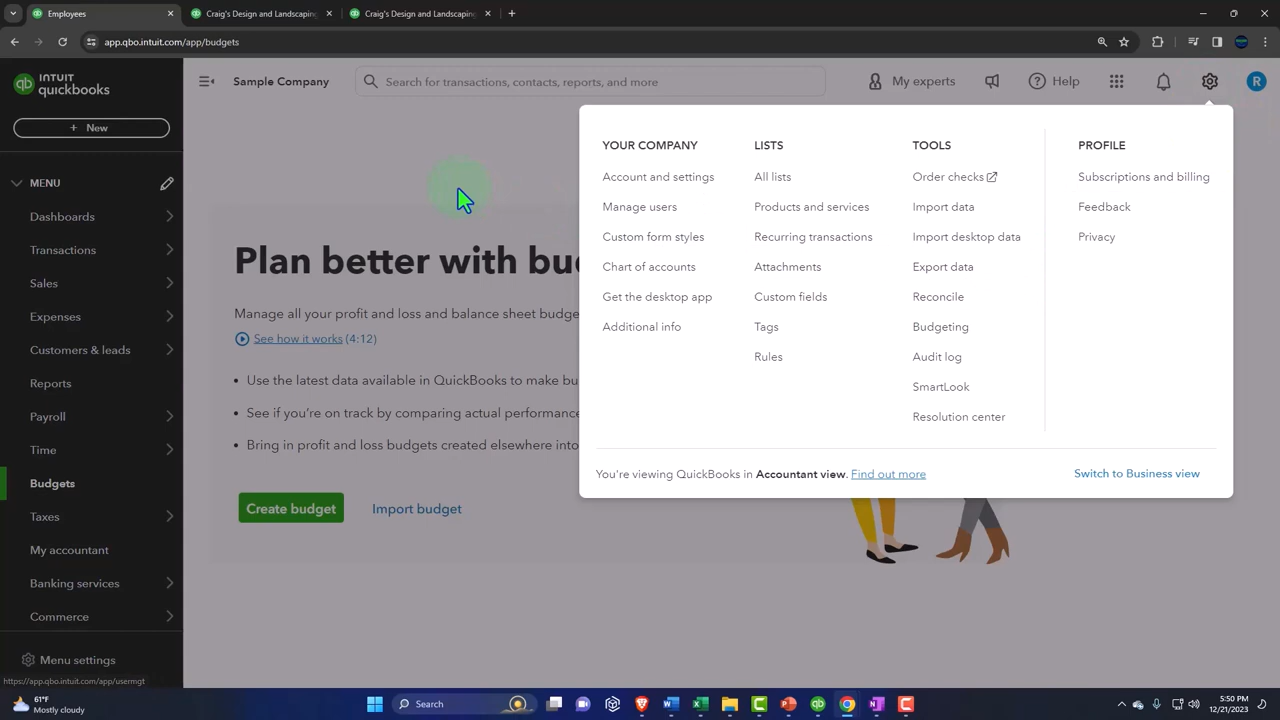 Employees
Craig's Design and Landscaping
Craig's Design and Landscaping
app.qbo.intuit.com/app/budgets
INTUIT
quickbooks
Sample Company
Search for transactions, contacts, reports, and more
My experts
Help
R
+ New
MENU
Dashboards
Transactions
Sales
Expenses
Customers & leads
Reports
Payroll
Time
Budgets
Taxes
My accountant
Banking services
Commerce
Menu settings
https://app.qbo.intuit.com/app/usermgt
Plan better with bu
Manage all your profit and loss and balance sheet budge
See how it works (4:12)
• Use the latest data available in QuickBooks to make bu
• See if you're on track by comparing actual performance
• Bring in profit and loss budgets created elsewhere into
Create budget
Import budget
YOUR COMPANY
Account and settings
Manage users
Custom form styles
Chart of accounts
Get the desktop app
Additional info
LISTS
All lists
Products and services
Recurring transactions
Attachments
Custom fields
Tags
Rules
TOOLS
Order checks
Import data
Import desktop data
Export data
Reconcile
Budgeting
Audit log
SmartLook
Resolution center
PROFILE
Subscriptions and billing
Feedback
Privacy
You're viewing QuickBooks in Accountant view. Find out more
Switch to Business view
61°F
Mostly cloudy
Search
5:50 PM
12/21/2023